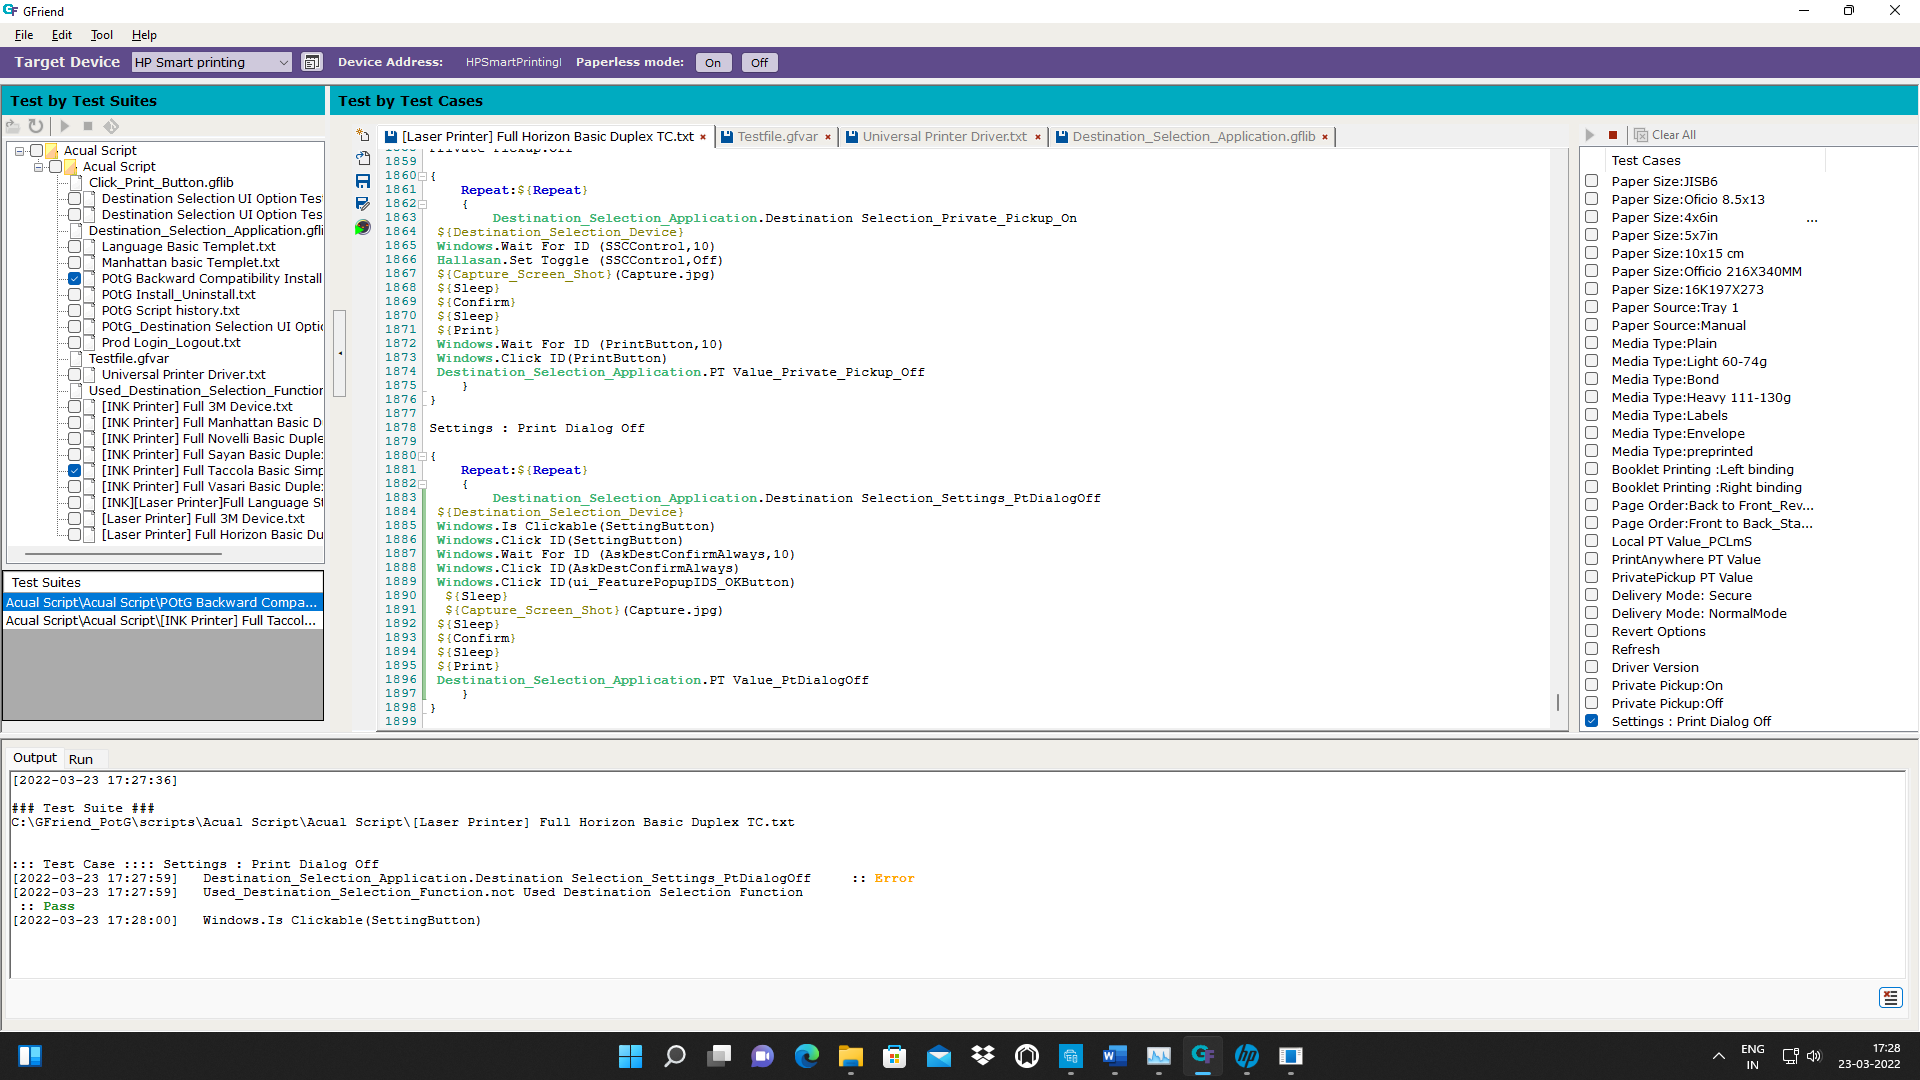 GFriend
File Edit Tool Help
Target Device HP Smart printing Device Address: HPSmartPrintingI Paperless mode: On Off
Test by Test Suites
Acual Script
Acual Script
Click_Print_Button.gflib
Destination Selection UI Option Tes
Destination Selection UI Option Tes
Destination_Selection_Application.gfli
Language Basic Templet.txt
Manhattan basic Templet.txt
POtG Backward Compatibility Install
POtG Install_Uninstall.txt
POtG Script history.txt
POtG_Destination Selection UI Optic
Prod Login_Logout.txt
Testfile.gfvar
Universal Printer Driver.txt
Used_Destination_Selection_Function
[INK Printer] Full 3M Device.txt
[INK Printer] Full Manhattan Basic D
[INK Printer] Full Novelli Basic Duple
[INK Printer] Full Sayan Basic Duple
[INK Printer] Full Taccola Basic Simp
[INK Printer] Full Vasari Basic Duple
[INK][Laser Printer]Full Language St
[Laser Printer] Full 3M Device.txt
[Laser Printer] Full Horizon Basic Du
Test Suites
Acual Script\Acual Script\POtG Backward Compa...
Acual Script\Acual Script\[INK Printer] Full Taccol...
Test by Test Cases
[Laser Printer] Full Horizon Basic Duplex TC.txt × Testfile.gfvar × Universal Printer Driver.txt × Destination_Selection_Application.gflib ×
1858 Private Pickup:Off
1859
1860 {
1861 Repeat:${Repeat}
1862 {
1863 Destination_Selection_Application.Destination Selection_Private_Pickup_On
1864 ${Destination_Selection_Device}
1865 Windows.Wait For ID (SSCControl,10)
1866 Hallasan.Set Toggle (SSCControl,Off)
1867 ${Capture_Screen_Shot}(Capture.jpg)
1868 ${Sleep}
1869 ${Confirm}
1870 ${Sleep}
1871 ${Print}
1872 Windows.Wait For ID (PrintButton,10)
1873 Windows.Click ID(PrintButton)
1874 Destination_Selection_Application.PT Value_Private_Pickup_Off
1875 }
1876 }
1877
1878 Settings : Print Dialog Off
1879
1880 {
1881 Repeat:${Repeat}
1882 {
1883 Destination_Selection_Application.Destination Selection_Settings_PtDialogOff
1884 ${Destination_Selection_Device}
1885 Windows.Is Clickable(SettingButton)
1886 Windows.Click ID(SettingButton)
1887 Windows.Wait For ID (AskDestConfirmAlways,10)
1888 Windows.Click ID(AskDestConfirmAlways)
1889 Windows.Click ID(ui_FeaturePopupIDS_OKButton)
1890 ${Sleep}
1891 ${Capture_Screen_Shot}(Capture.jpg)
1892 ${Sleep}
1893 ${Confirm}
1894 ${Sleep}
1895 ${Print}
1896 Destination_Selection_Application.PT Value_PtDialogOff
1897 }
1898 }
1899
Clear All
Test Cases
Paper Size:JISB6
Paper Size:Oficio 8.5x13
Paper Size:4x6in ...
Paper Size:5x7in
Paper Size:10x15 cm
Paper Size:Officio 216X340MM
Paper Size:16K197X273
Paper Source:Tray 1
Paper Source:Manual
Media Type:Plain
Media Type:Light 60-74g
Media Type:Bond
Media Type:Heavy 111-130g
Media Type:Labels
Media Type:Envelope
Media Type:preprinted
Booklet Printing :Left binding
Booklet Printing :Right binding
Page Order:Back to Front_Rev...
Page Order:Front to Back_Sta...
Local PT Value_PCLmS
PrintAnywhere PT Value
PrivatePickup PT Value
Delivery Mode: Secure
Delivery Mode: NormalMode
Revert Options
Refresh
Driver Version
Private Pickup:On
Private Pickup:Off
Settings : Print Dialog Off
Output Run
[2022-03-23 17:27:36]
### Test Suite ###
C:\GFriend_PotG\scripts\Acual Script\Acual Script\[Laser Printer] Full Horizon Basic Duplex TC.txt
::: Test Case :::: Settings : Print Dialog Off
[2022-03-23 17:27:59] Destination_Selection_Application.Destination Selection_Settings_PtDialogOff :: Error
[2022-03-23 17:27:59] Used_Destination_Selection_Function.not Used Destination Selection Function
:: Pass
[2022-03-23 17:28:00] Windows.Is Clickable(SettingButton)
ENG
IN
17:28
23-03-2022